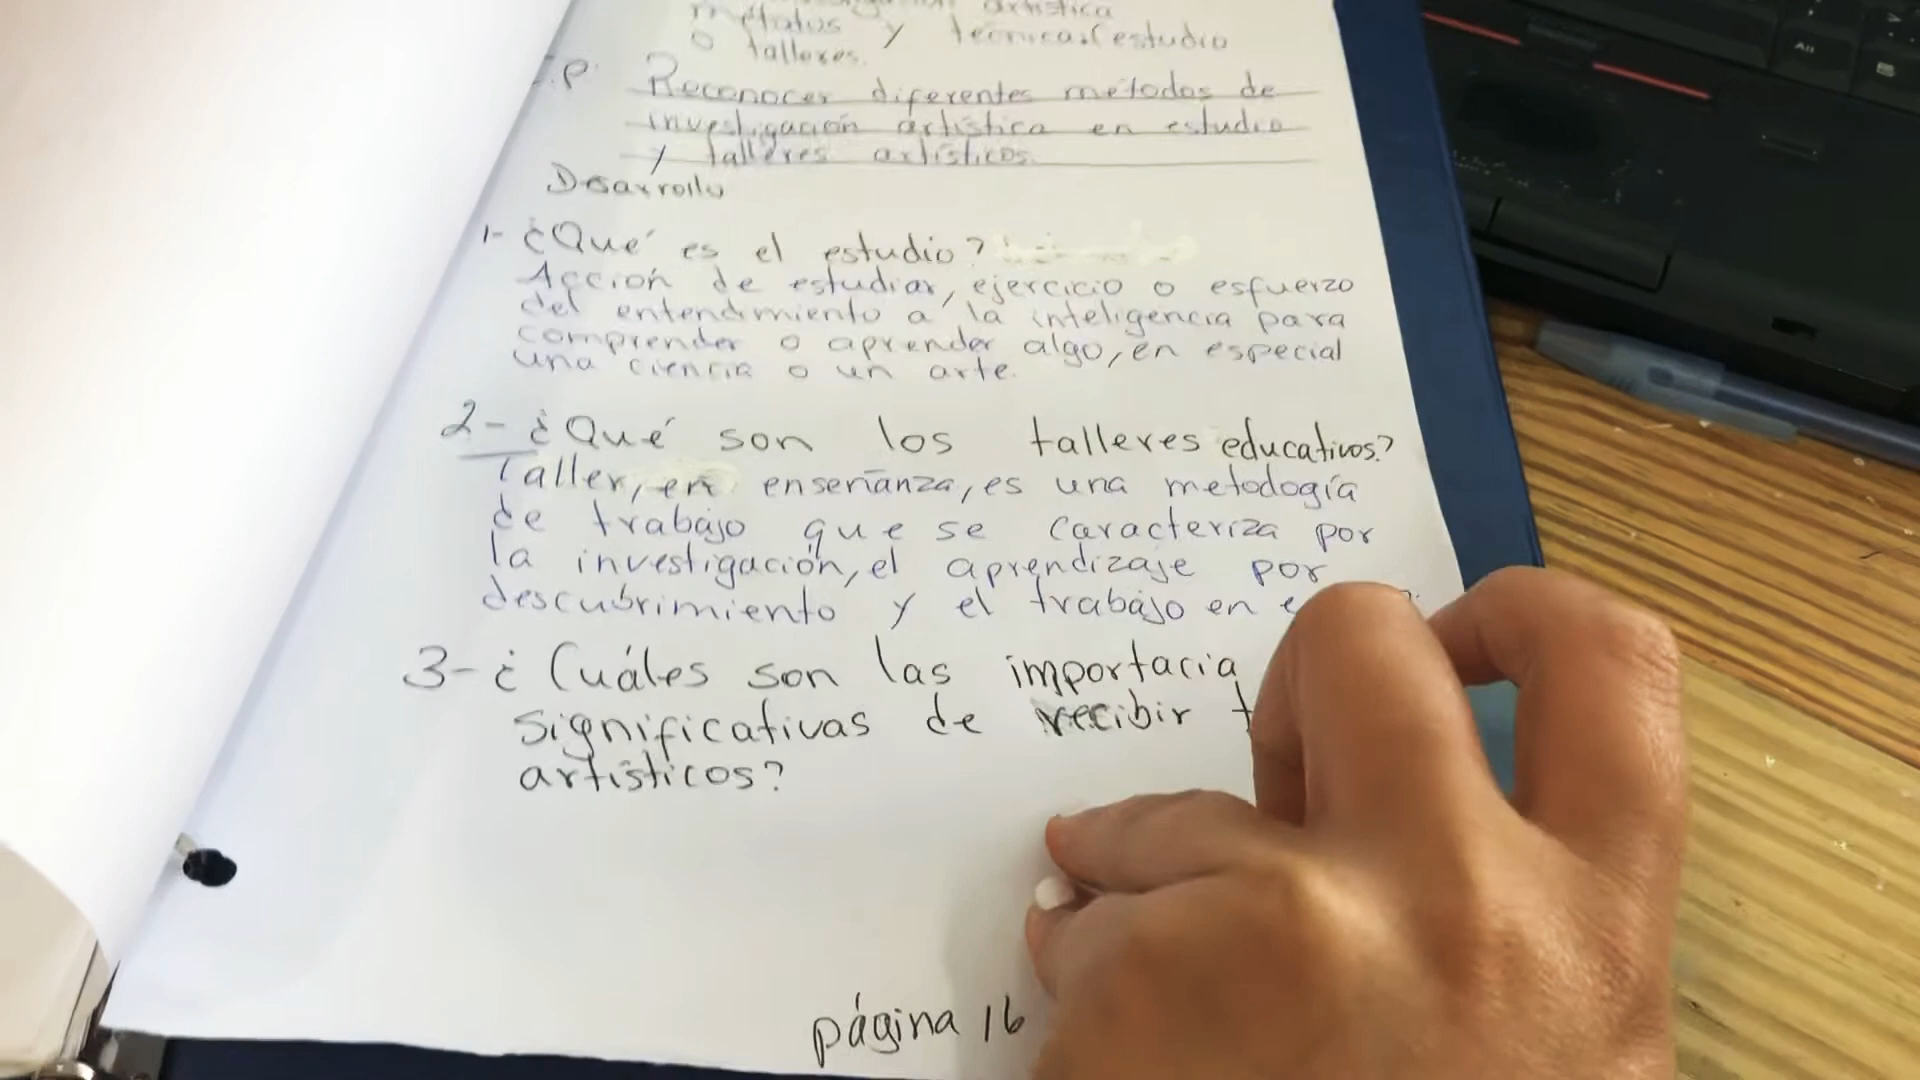 artística
y técnicas(estudio
o talleres.
I.P. Reconocer diferentes métodos de
investigación artística en estudio
y talleres artísticos.
Desarrollo
1- ¿Qué es el estudio?
Acción de estudiar, ejercicio o esfuerzo
del entendimiento a la inteligencia para
comprender o aprender algo, en especial
una ciencia o un arte.
2- ¿Qué son los talleres educativos?
Taller, en enseñanza, es una metodogía
de trabajo que se caracteriza por
la investigación, el aprendizaje por
descubrimiento y el trabajo en
3- ¿Cuáles son las importacia
significativas de recibir
artísticos?
página 16
Alt